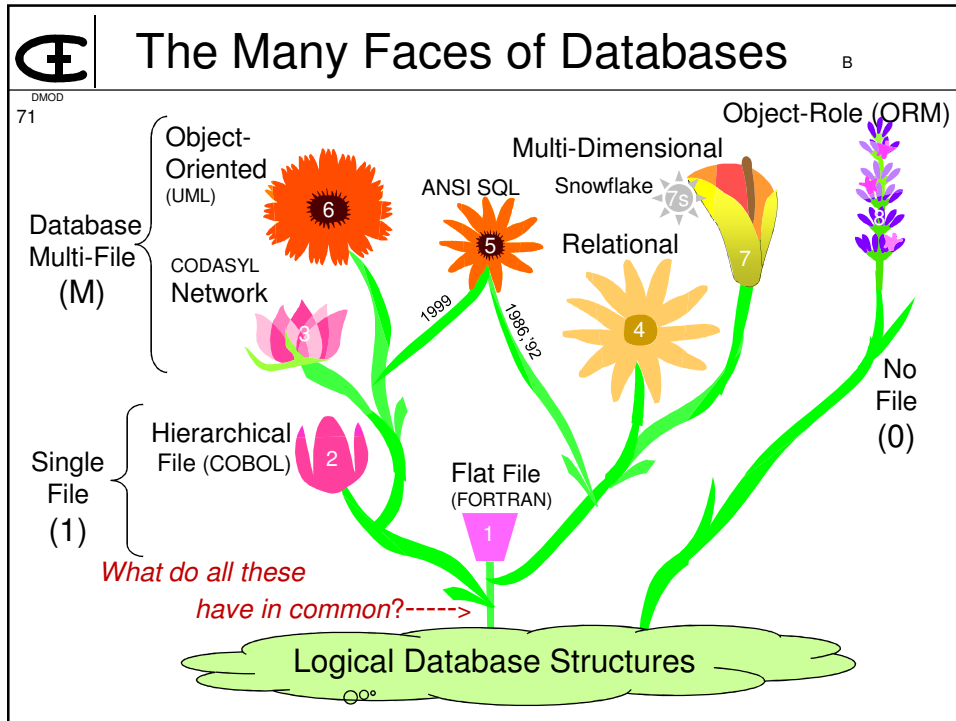 The Many Faces of Databases
B
DMOD
71
Object-Role (ORM)
Object-
Oriented
(UML)
Multi-Dimensional
ANSI SQL
Snowflake
7s
6
8
Database
Multi-File
(M)
5
Relational
7
CODASYL
Network
1999
1986,'92
3
4
No
File
(0)
Hierarchical
File (COBOL)
2
Single
File
(1)
Flat File
(FORTRAN)
1
What do all these
have in common?----->
Logical Database Structures